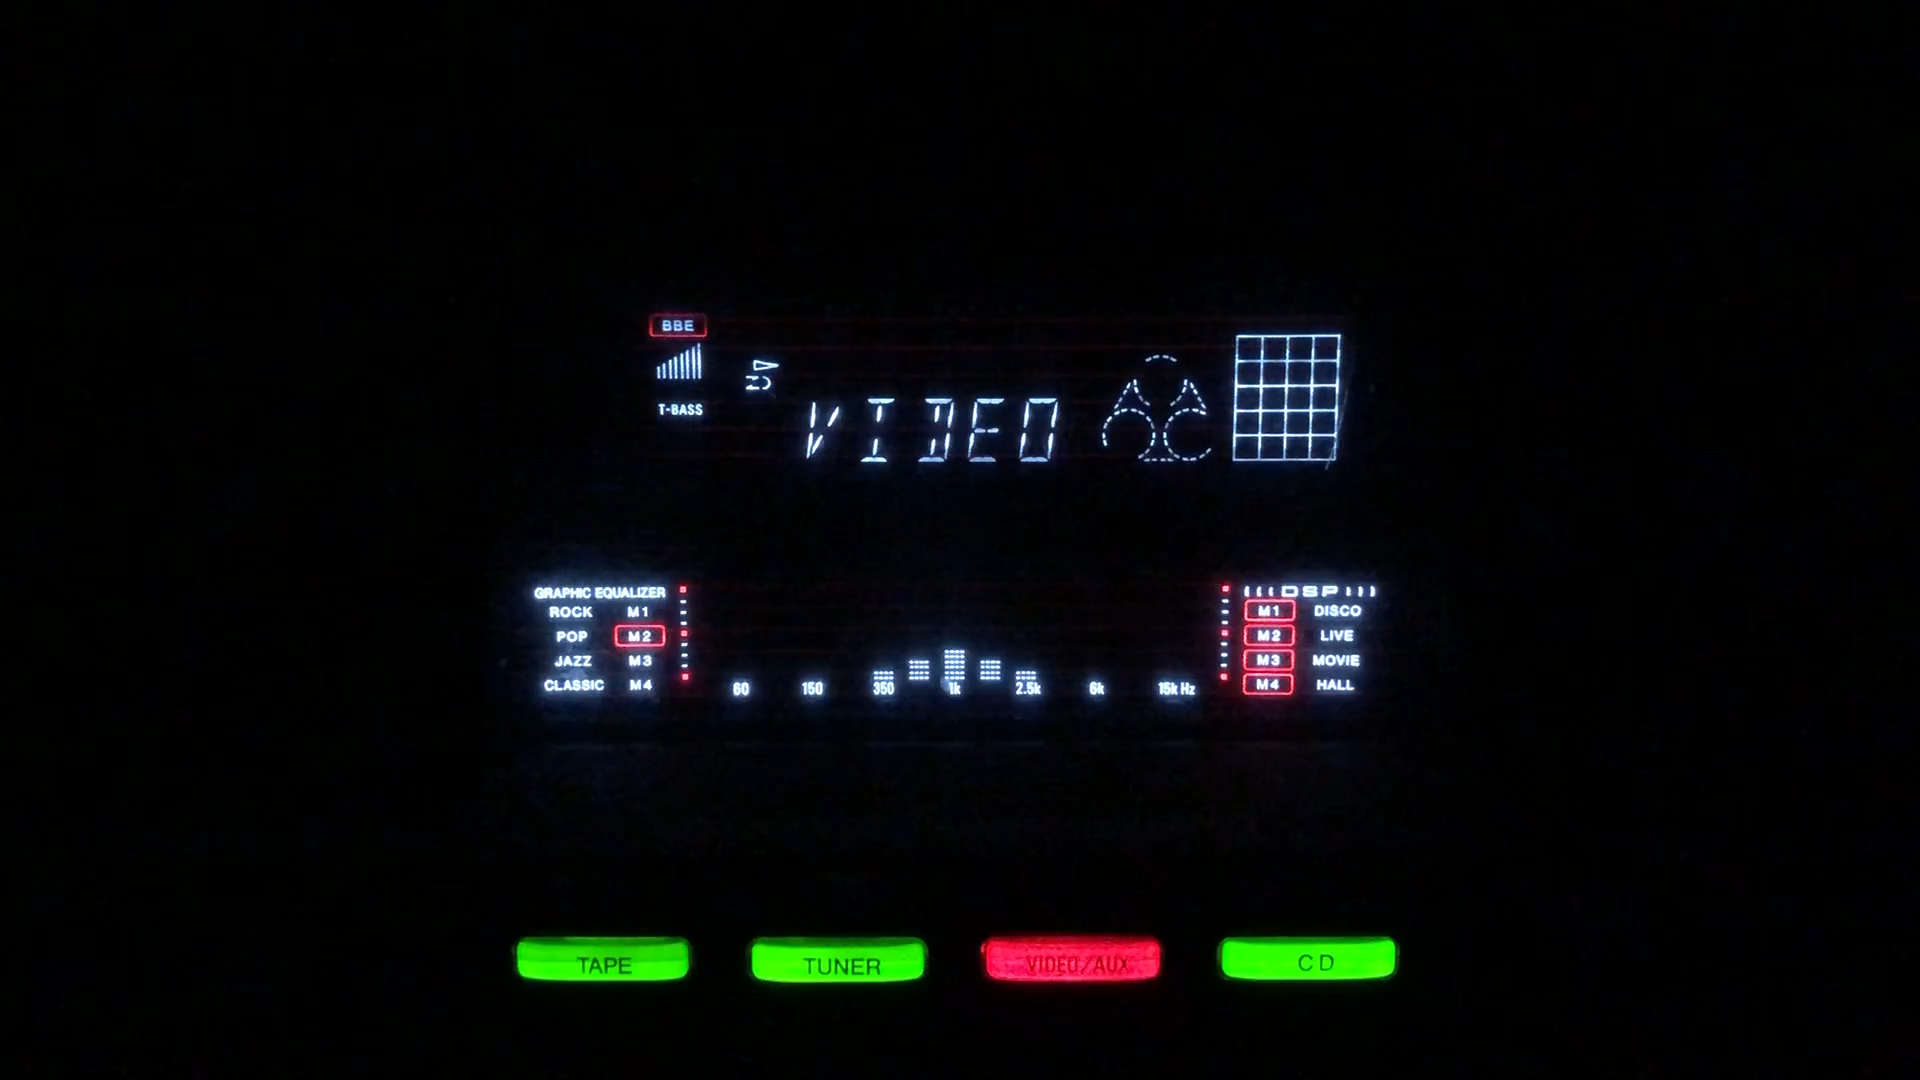 BBE
T-BASS
VIDEO
GRAPHIC EQUALIZER
ROCK M1
POP M2
JAZZ M3
CLASSIC M4
60 150 350 1k 2.5k 6k 15k Hz
DSP
M1 DISCO
M2 LIVE
M3 MOVIE
M4 HALL
TAPE TUNER VIDEO/AUX CD